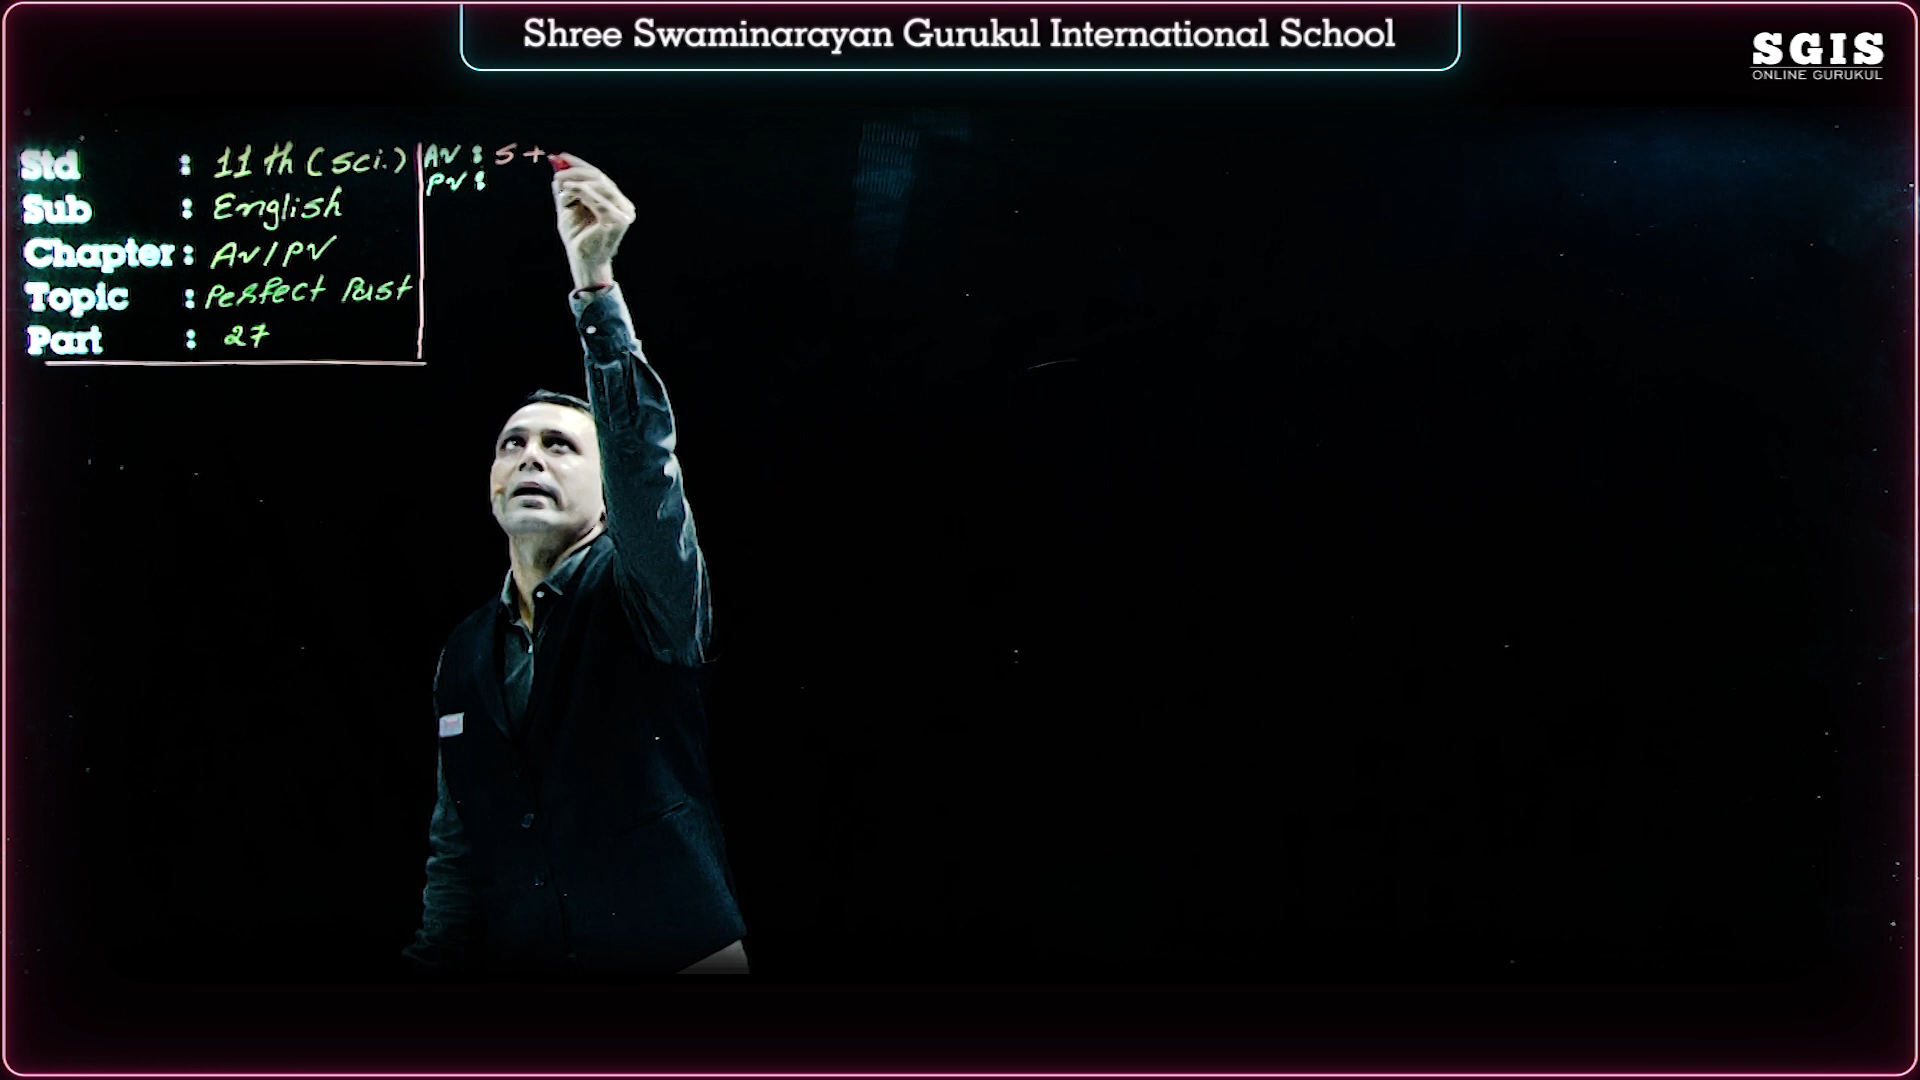 Shree Swaminarayan Gurukul International School
SGIS
ONLINE GURUKUL
Std : 11 th (sci.)
Sub : English
Chapter : AV/PV
Topic : Perfect Past
Part : 27
AV : S +
PV :